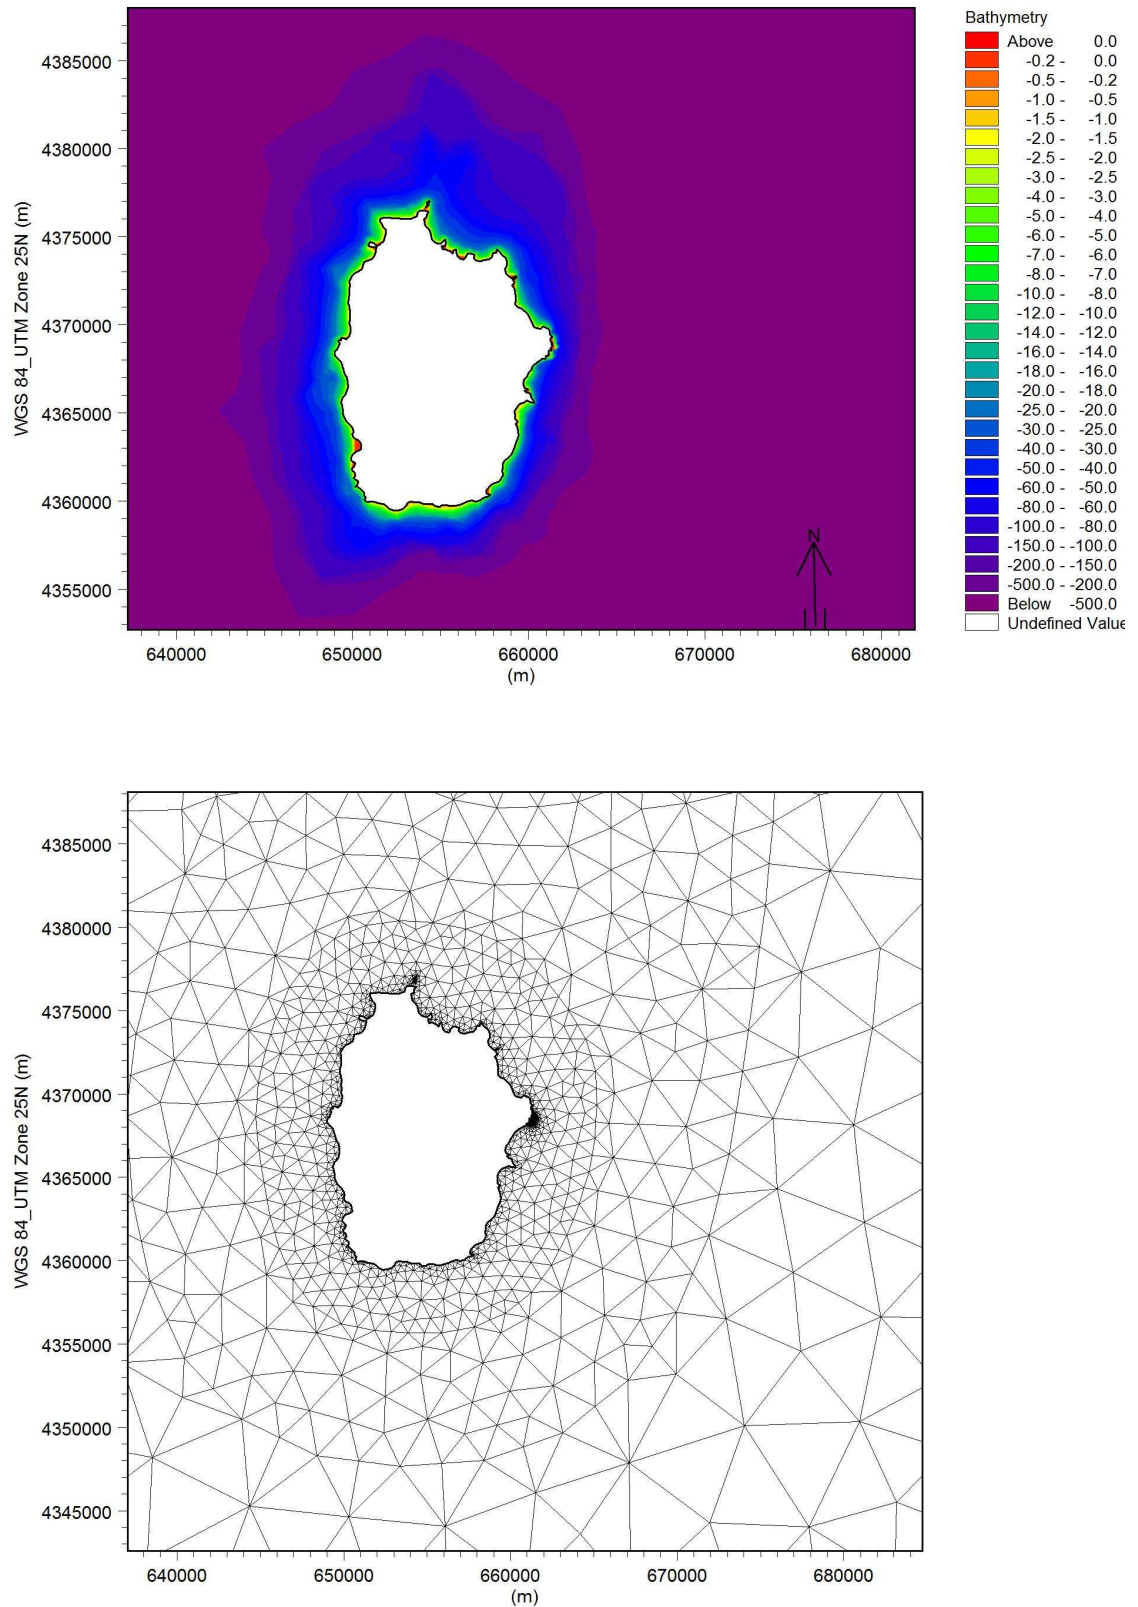 Bathymetry
Above 0.0
-0.2 - 0.0
-0.5 - -0.2
-1.0 - -0.5
-1.5 - -1.0
-2.0 - -1.5
-2.5 - -2.0
-3.0 - -2.5
-4.0 - -3.0
-5.0 - -4.0
-6.0 - -5.0
-7.0 - -6.0
-8.0 - -7.0
-10.0 - -8.0
-12.0 - -10.0
-14.0 - -12.0
-16.0 - -14.0
-18.0 - -16.0
-20.0 - -18.0
-25.0 - -20.0
-30.0 - -25.0
-40.0 - -30.0
-50.0 - -40.0
-60.0 - -50.0
-80.0 - -60.0
-100.0 - -80.0
-150.0 - -100.0
-200.0 - -150.0
-500.0 - -200.0
Below -500.0
Undefined Value
4385000
4380000
4375000
4370000
4365000
4360000
4355000
WGS 84_UTM Zone 25N (m)
N
640000 650000 660000 670000 680000
(m)
4385000
4380000
4375000
4370000
4365000
4360000
4355000
4350000
4345000
WGS 84_UTM Zone 25N (m)
640000 650000 660000 670000 680000
(m)